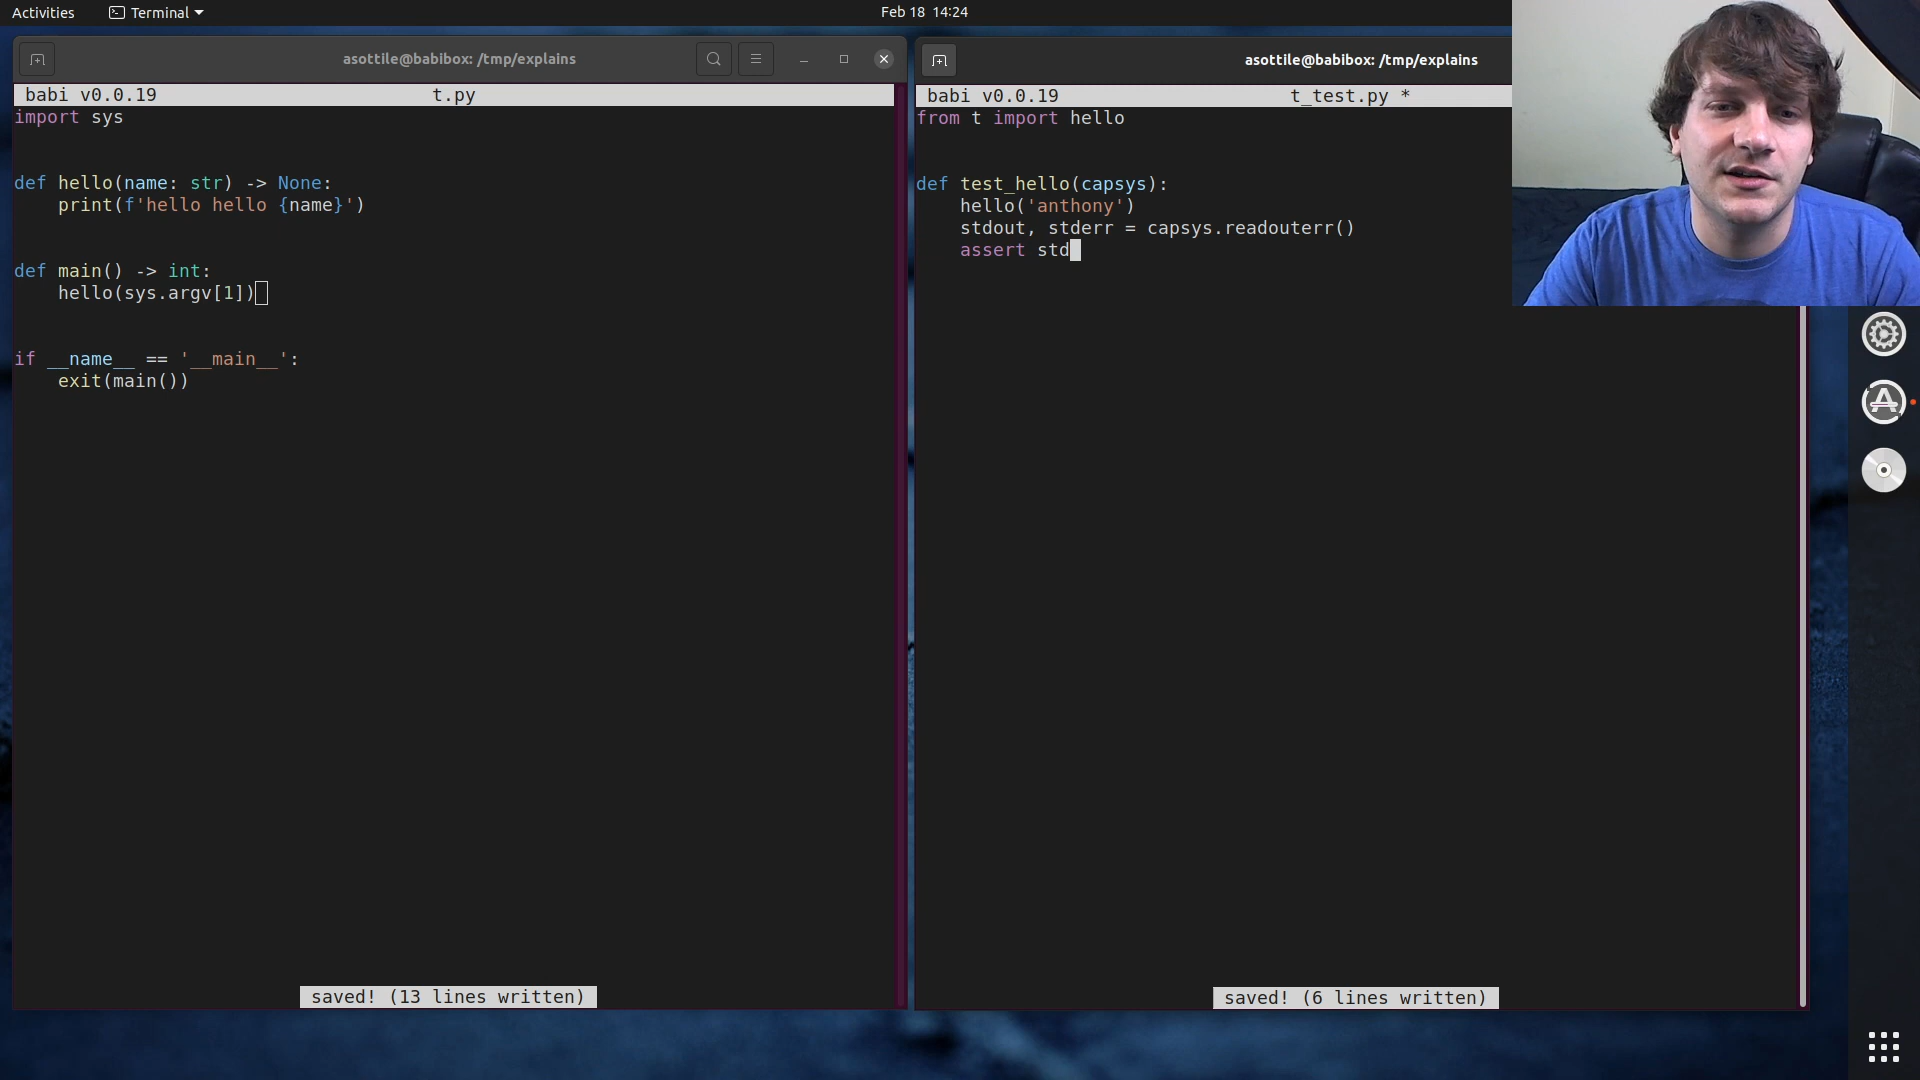 Activities
Terminal
Feb 18 14:24
asottile@babibox: /tmp/explains
babi v0.0.19 t.py
import sys
def hello(name: str) -> None:
    print(f'hello hello {name}')
def main() -> int:
    hello(sys.argv[1])
if __name__ == '__main__':
    exit(main())
saved! (13 lines written)
asottile@babibox: /tmp/explains
babi v0.0.19 t_test.py *
from t import hello
def test_hello(capsys):
    hello('anthony')
    stdout, stderr = capsys.readouterr()
    assert std
saved! (6 lines written)